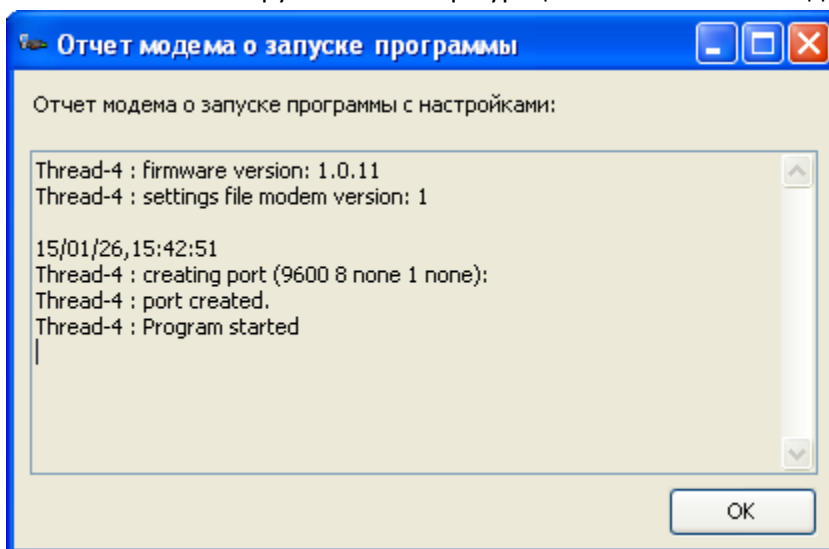 Отчет модема о запуске программы
Отчет модема о запуске программы с настройками:
Thread-4 : firmware version: 1.0.11
Thread-4 : settings file modem version: 1
15/01/26,15:42:51
Thread-4 : creating port (9600 8 none 1 none):
Thread-4 : port created.
Thread-4 : Program started
OK